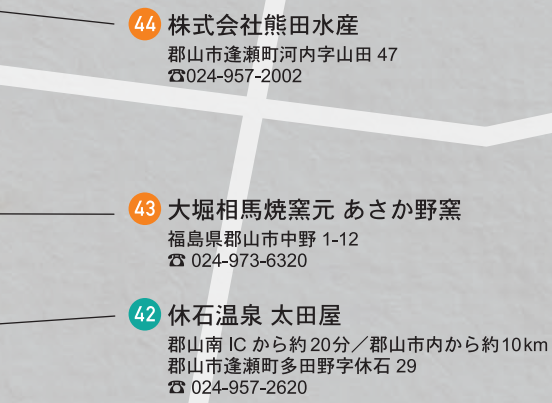 44 株式会社熊田水産
郡山市逢瀬町河内字山田 47
☎024-957-2002
43 大堀相馬焼窯元 あさか野窯
福島県郡山市中野 1-12
☎ 024-973-6320
42 休石温泉 太田屋
郡山南 IC から約20分／郡山市内から約10km
郡山市逢瀬町多田野字休石 29
☎ 024-957-2620